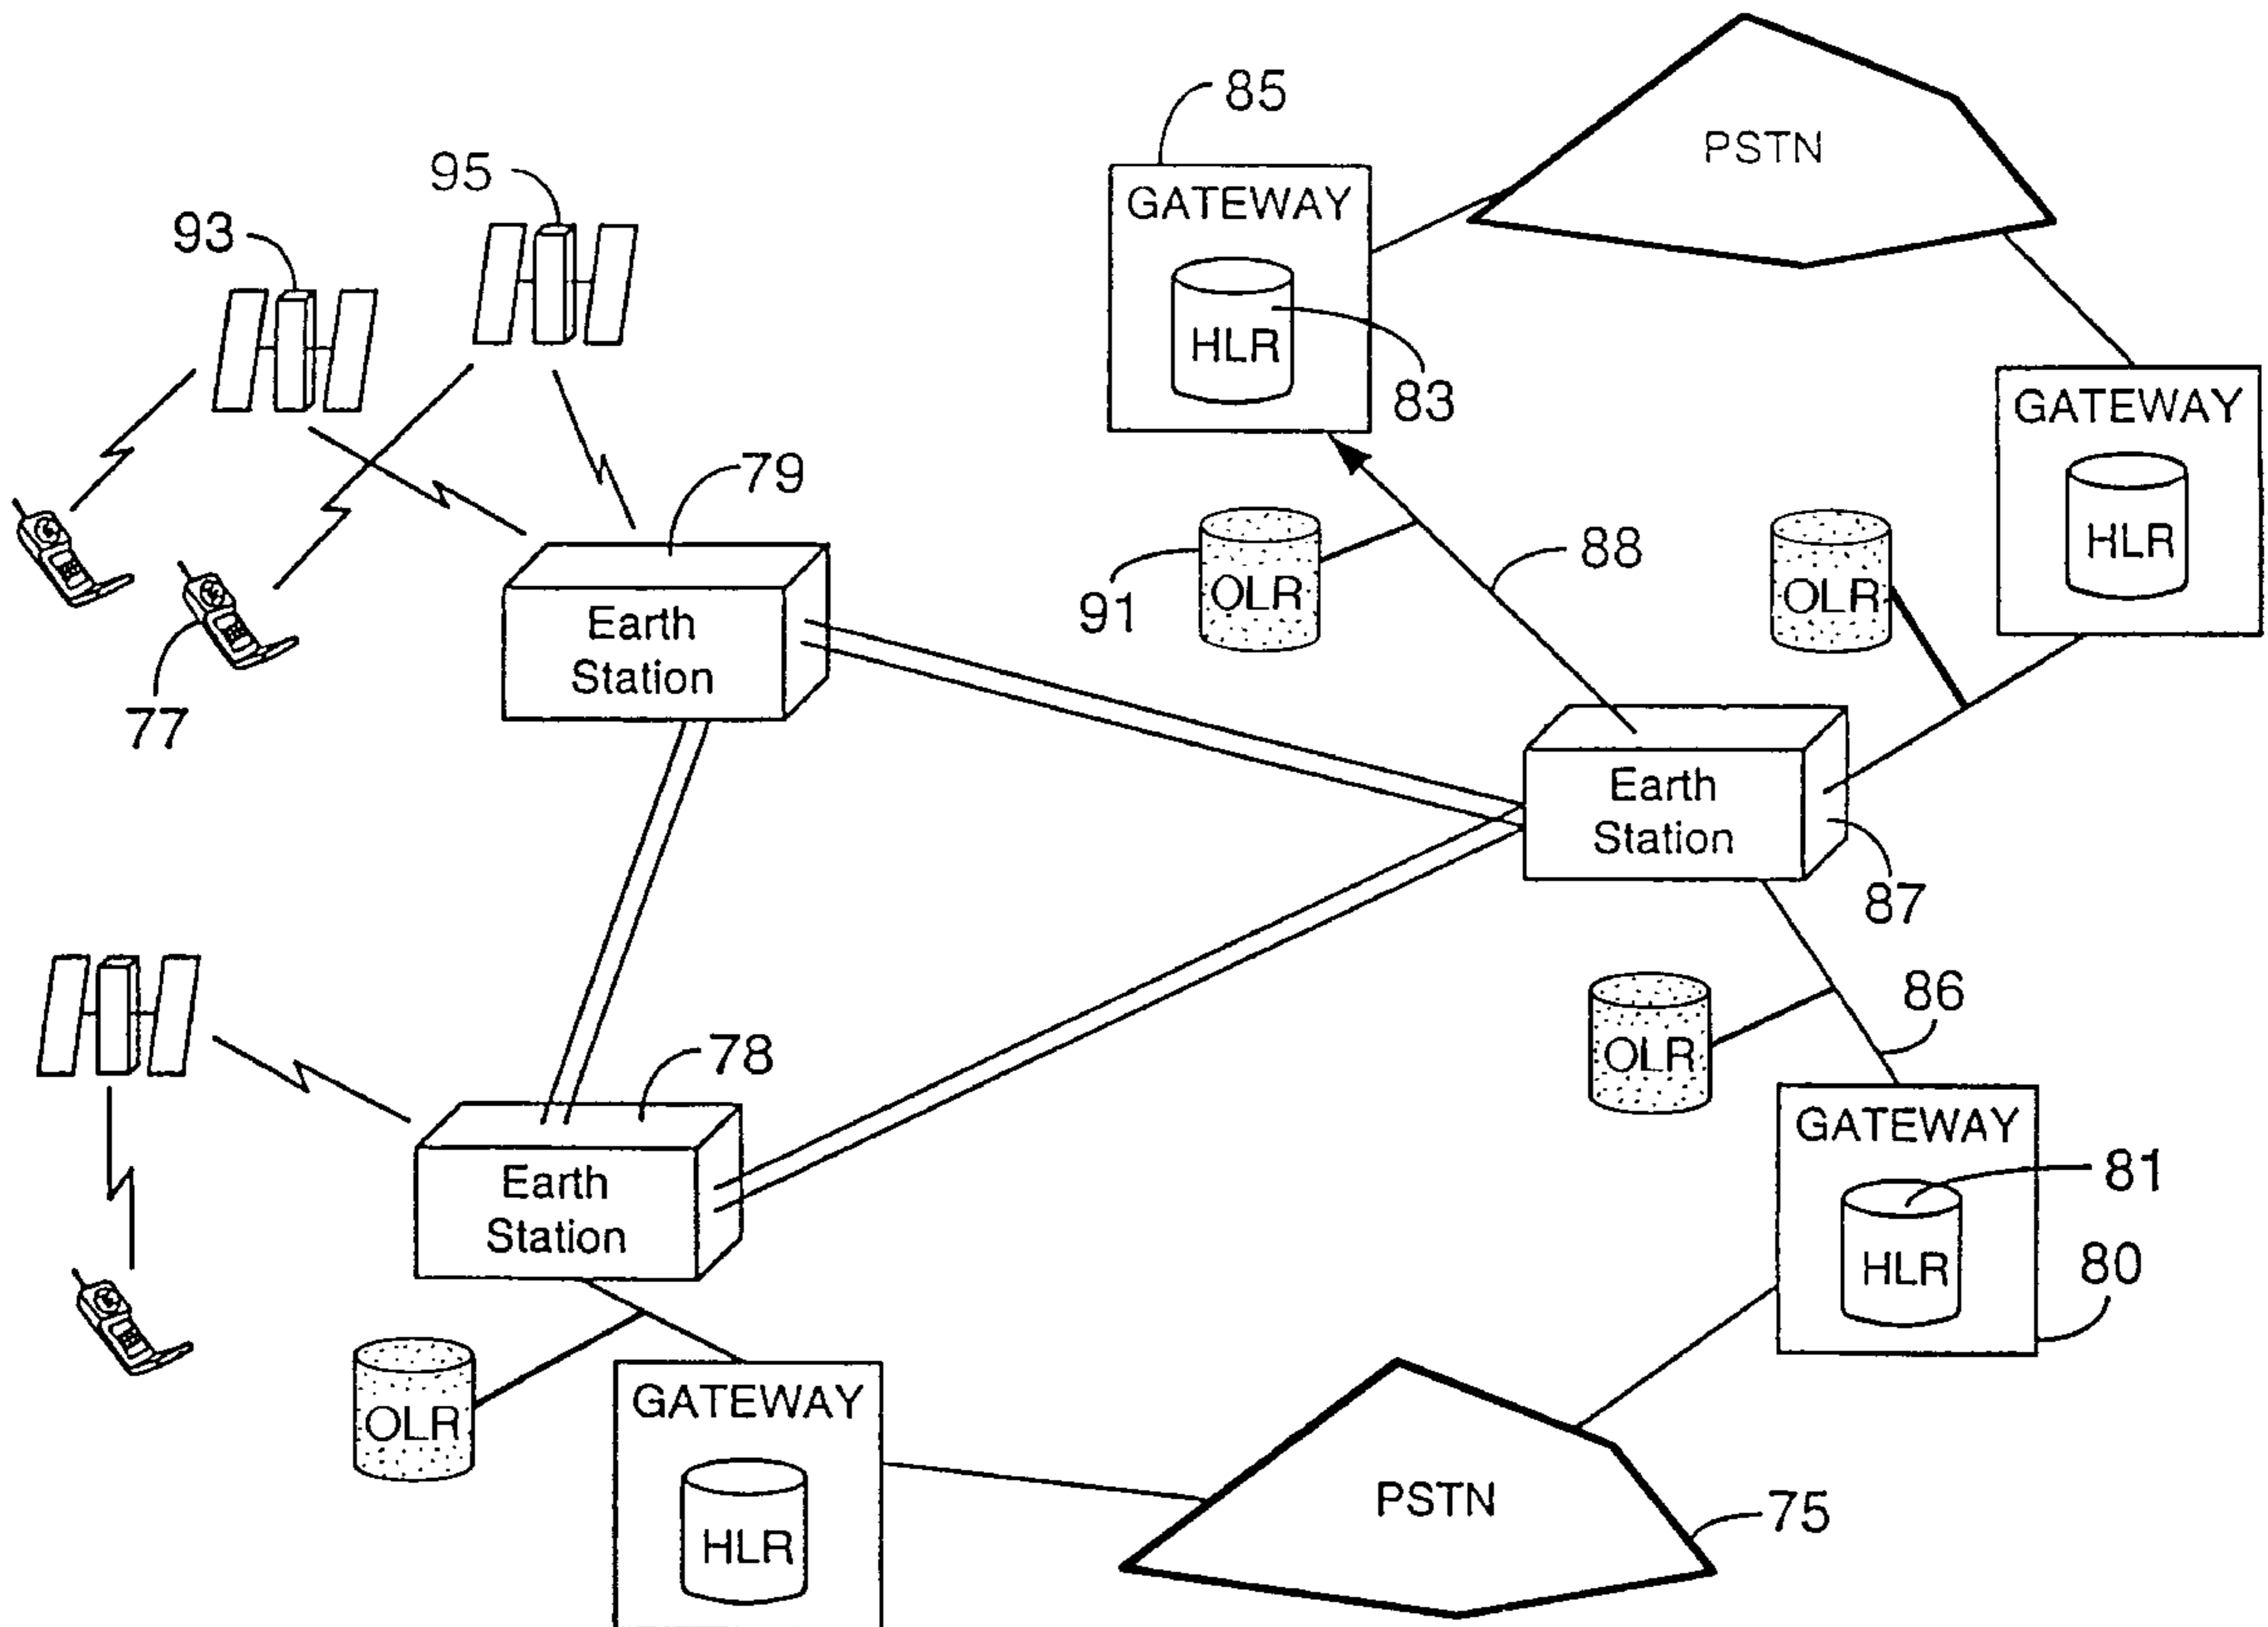 85
PSTN
95
GATEWAY
93
HLR
83
GATEWAY
HLR
79
88
OLR
91
OLR
Earth
Station
77
Earth
Station
87
86
OLR
78
GATEWAY
81
Earth
Station
HLR
80
OLR
GATEWAY
PSTN
75
HLR